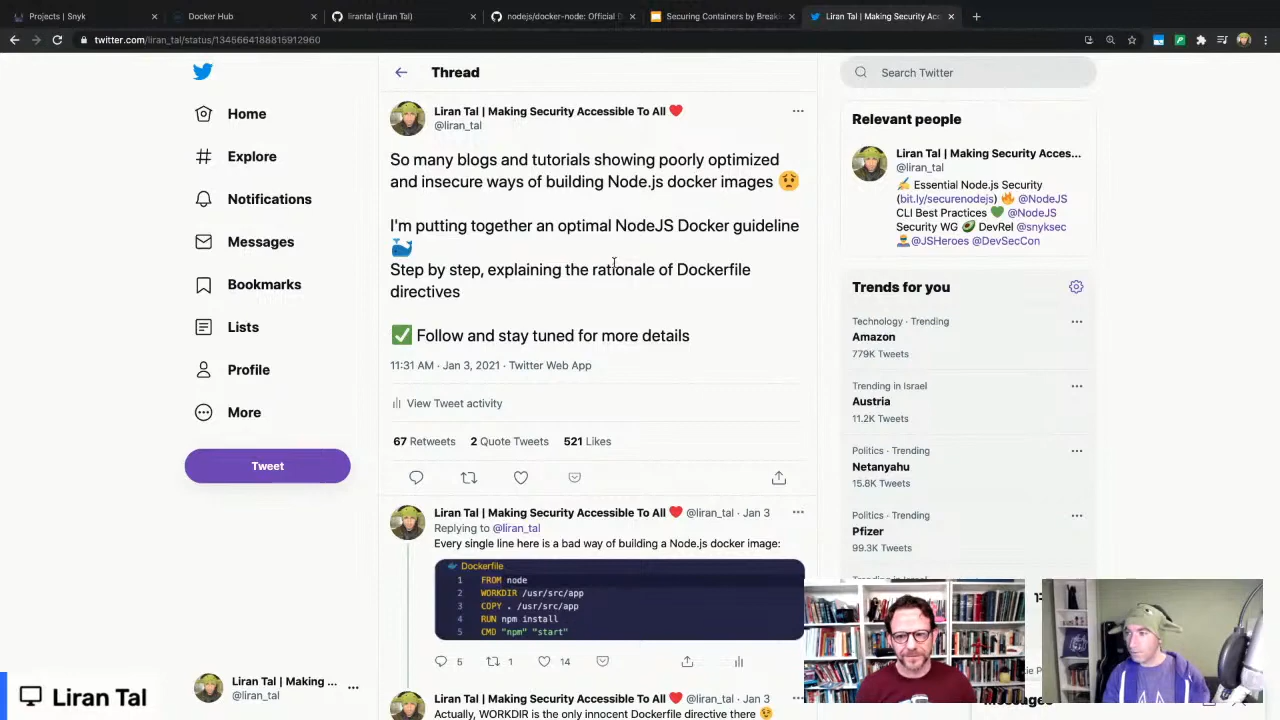 Projects | Snyk
Docker Hub
lirantal (Liran Tal)
nodejs/docker-node: Official D
Securing Containers by Break
Liran Tal | Making Security Acc
twitter.com/liran_tal/status/1345664188815912960
Home
Explore
Notifications
Messages
Bookmarks
Lists
Profile
More
Tweet
Liran Tal | Making ...
@liran_tal
Thread
Liran Tal | Making Security Accessible To All ❤️
@liran_tal
So many blogs and tutorials showing poorly optimized
and insecure ways of building Node.js docker images 😟
I'm putting together an optimal NodeJS Docker guideline
🐳
Step by step, explaining the rationale of Dockerfile
directives
✅ Follow and stay tuned for more details
11:31 AM · Jan 3, 2021 · Twitter Web App
View Tweet activity
67 Retweets 2 Quote Tweets 521 Likes
Liran Tal | Making Security Accessible To All ❤️ @liran_tal · Jan 3
Replying to @liran_tal
Every single line here is a bad way of building a Node.js docker image:
Dockerfile
1 FROM node
2 WORKDIR /usr/src/app
3 COPY . /usr/src/app
4 RUN npm install
5 CMD "npm" "start"
5 1 14
Liran Tal | Making Security Accessible To All ❤️ @liran_tal · Jan 3
Actually, WORKDIR is the only innocent Dockerfile directive there 😉
Search Twitter
Relevant people
Liran Tal | Making Security Acces...
@liran_tal
✍️ Essential Node.js Security
(bit.ly/securenodejs) 🔥 @NodeJS
CLI Best Practices 💚 @NodeJS
Security WG 🥑 DevRel @snyksec
@JSHeroes @DevSecCon
Trends for you
Technology · Trending
Amazon
779K Tweets
Trending in Israel
Austria
11.2K Tweets
Politics · Trending
Netanyahu
15.8K Tweets
Politics · Trending
Pfizer
99.3K Tweets
Liran Tal